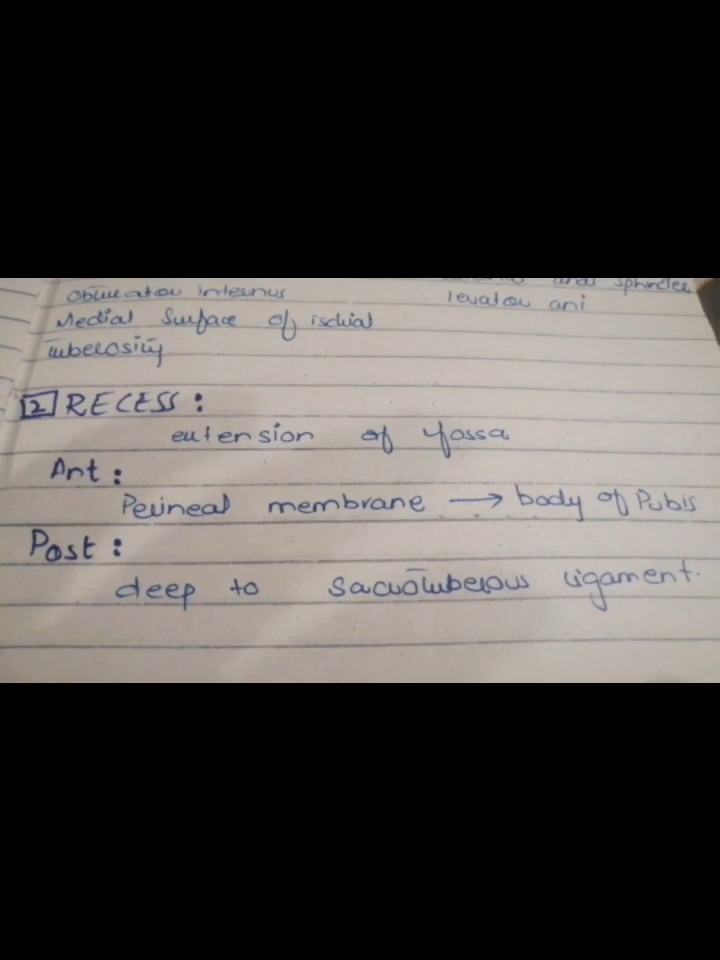 sphincter
obturator internus levator ani
Medial Surface of ischial
tuberosity
2 RECESS:
extension of fossa
Ant:
Perineal membrane → body of Pubis
Post:
deep to Sacrotuberous ligament.